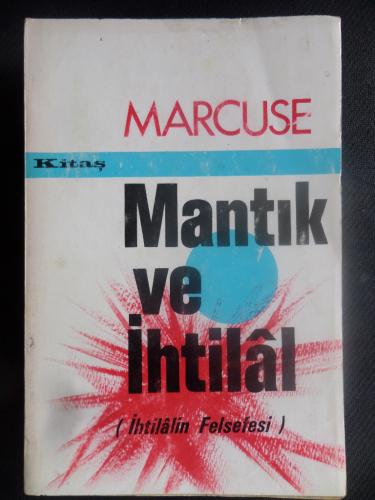 MARCUSE
Kitaş
Mantık
ve
İhtilâl
( İhtilâlin Felsefesi )